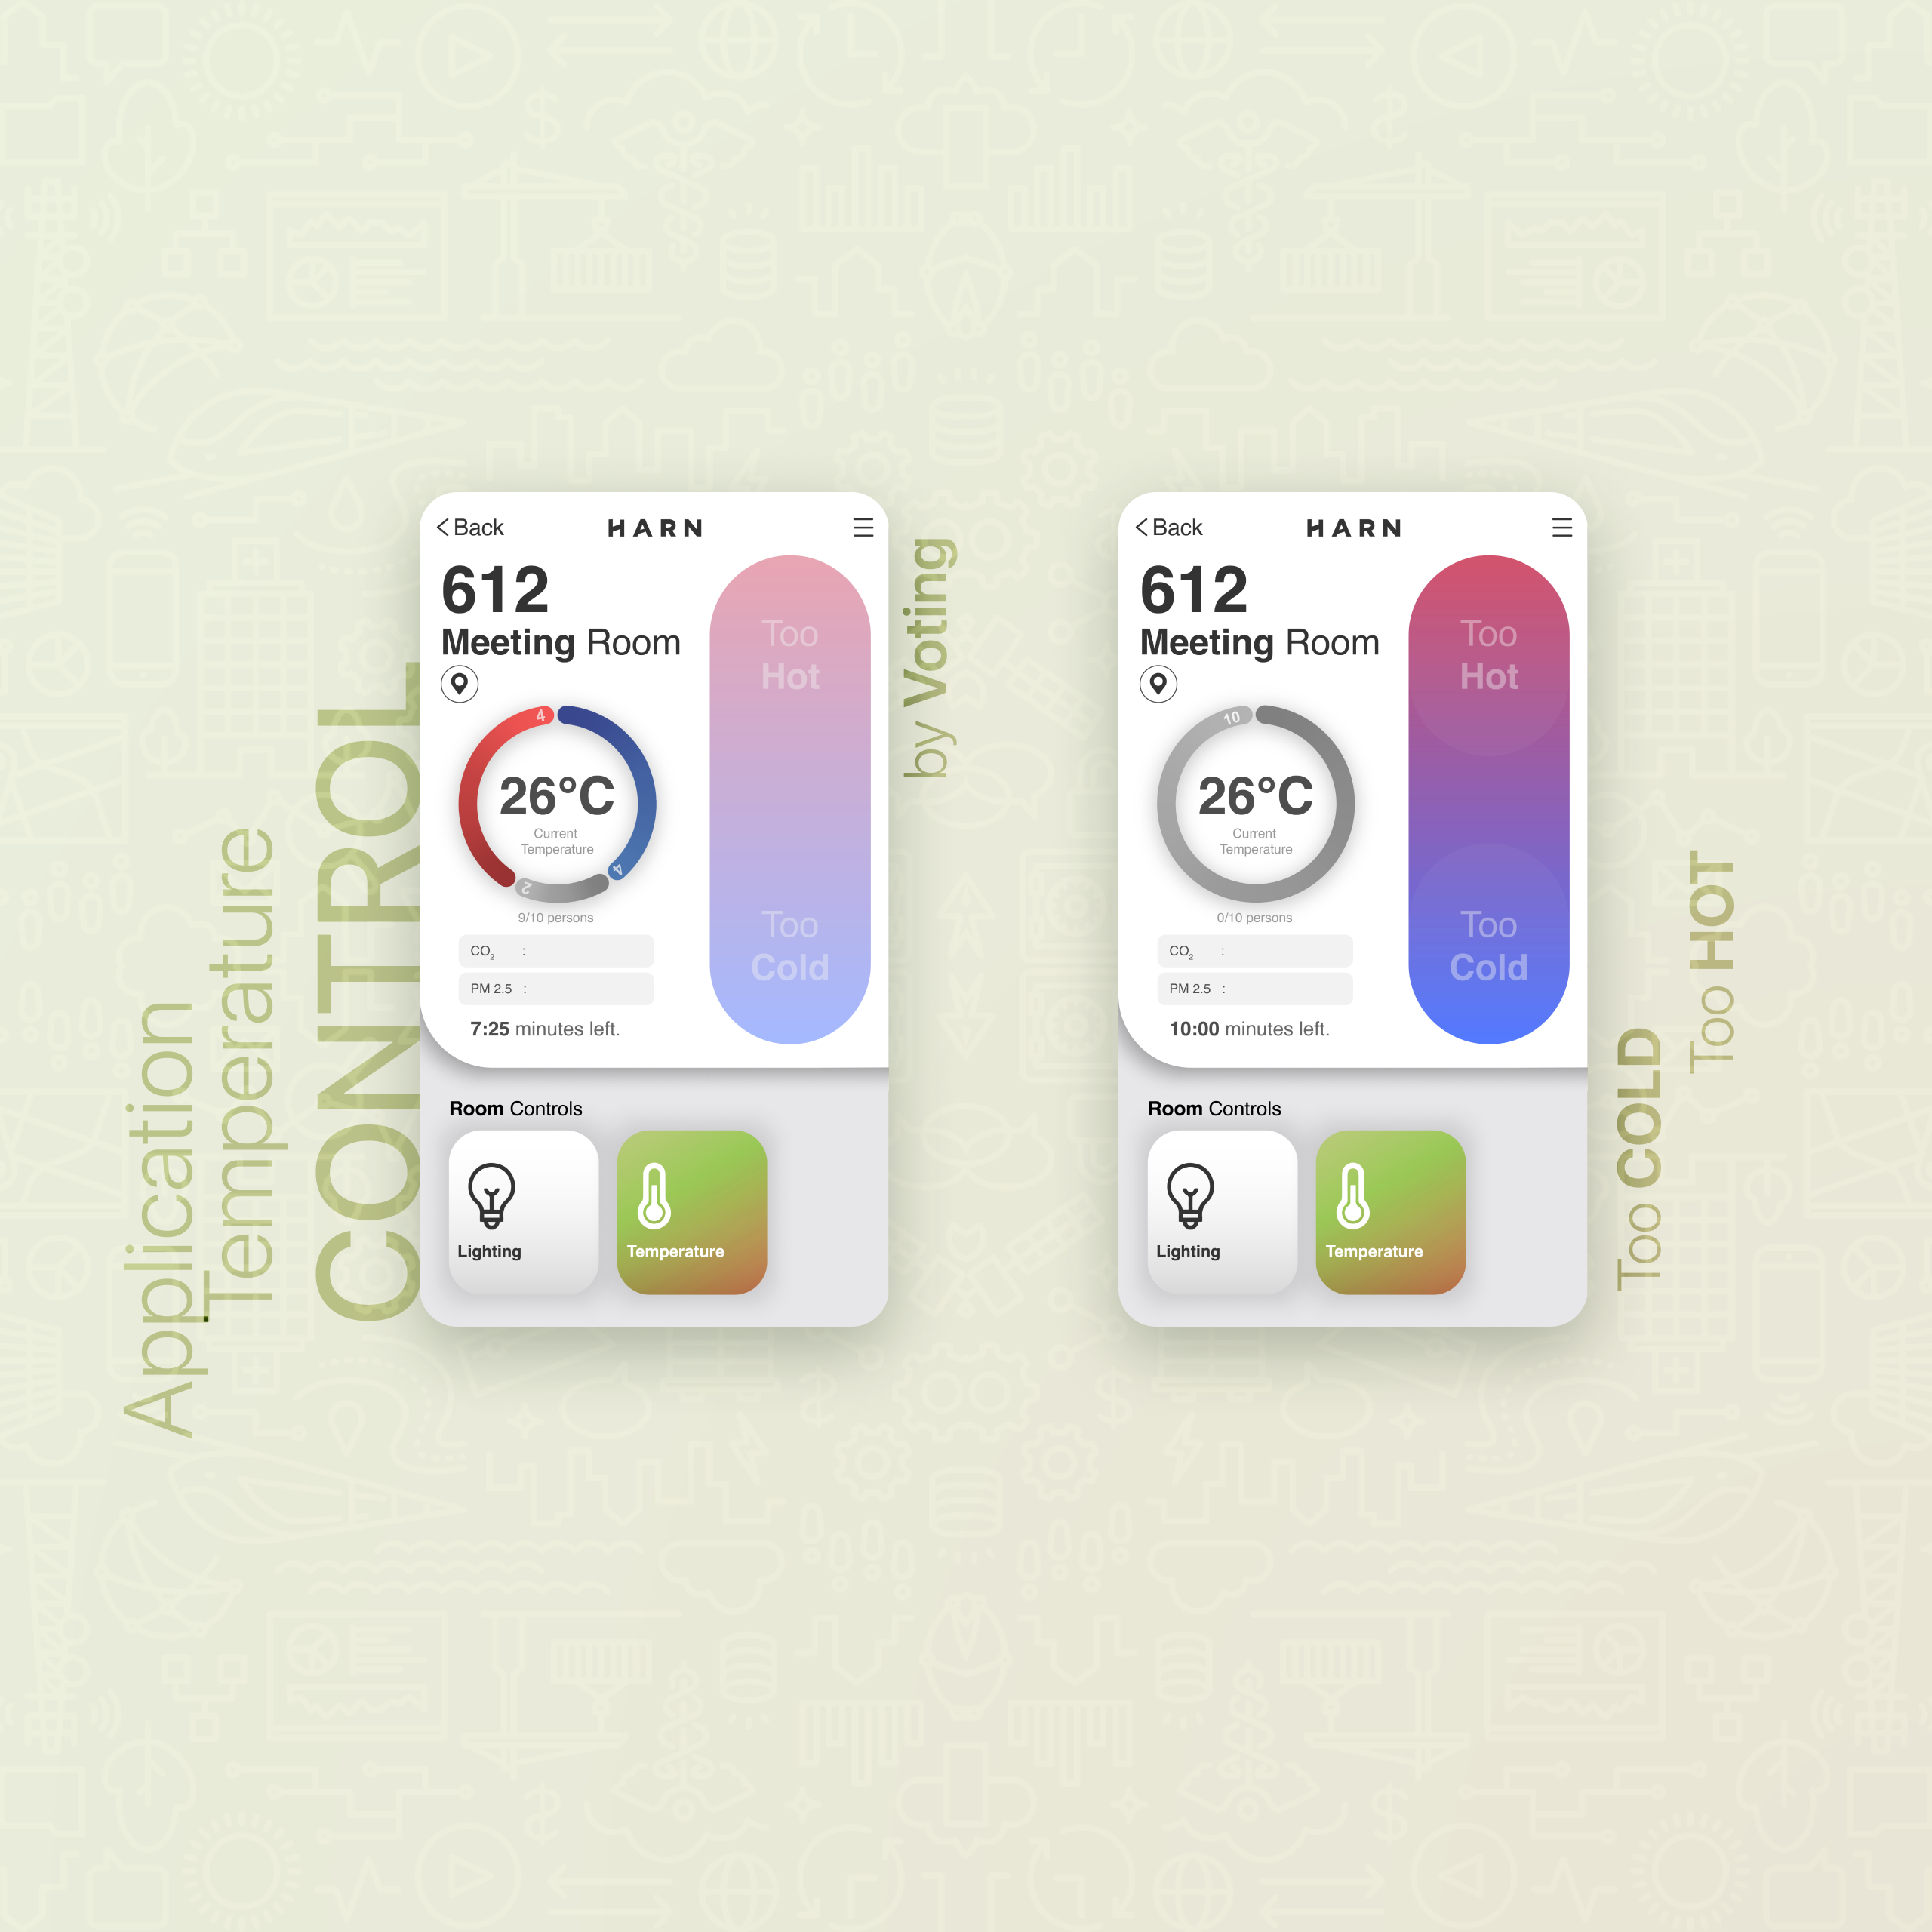 Application
Temperature
CONTROL
by Voting
< Back
HARN
612
Meeting Room
Too
Hot
4
4
2
26°C
Current
Temperature
9/10 persons
CO2 :
PM 2.5 :
7:25 minutes left.
Too
Cold
Room Controls
Lighting
Temperature
< Back
HARN
612
Meeting Room
Too
Hot
10
26°C
Current
Temperature
0/10 persons
CO2 :
PM 2.5 :
10:00 minutes left.
Too
Cold
Room Controls
Lighting
Temperature
Too COLD
Too HOT